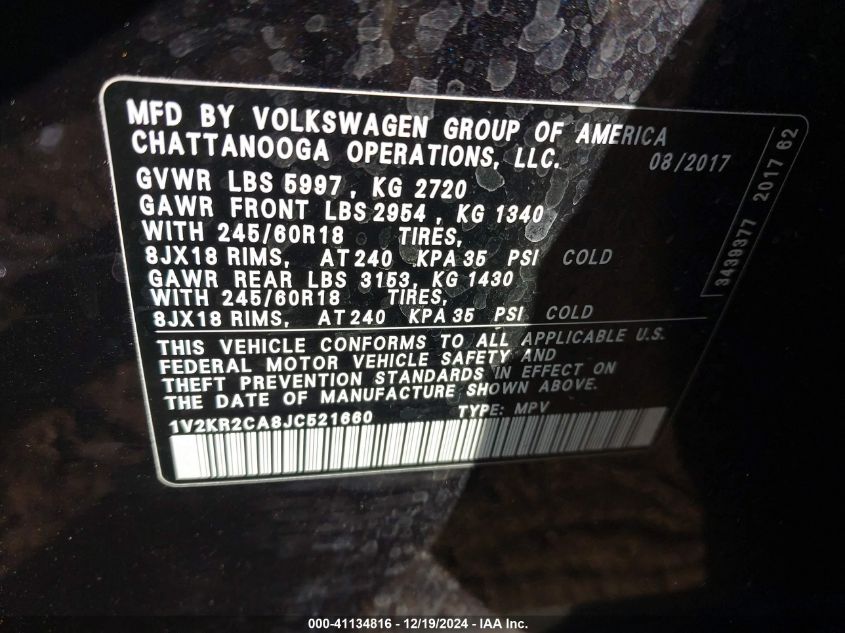 MFD BY VOLKSWAGEN GROUP OF AMERICA
CHATTANOOGA OPERATIONS, LLC. 08/2017
GVWR LBS 5997, KG 2720
GAWR FRONT LBS 2954, KG 1340
WITH 245/60R18 TIRES,
8JX18 RIMS, AT 240 KPA 35 PSI COLD
GAWR REAR LBS 3153, KG 1430
WITH 245/60R18 TIRES,
8JX18 RIMS, AT 240 KPA 35 PSI COLD
THIS VEHICLE CONFORMS TO ALL APPLICABLE U.S.
FEDERAL MOTOR VEHICLE SAFETY AND
THEFT PREVENTION STANDARDS IN EFFECT ON
THE DATE OF MANUFACTURE SHOWN ABOVE.
1V2KR2CA8JC521660 TYPE: MPV
3439377 2017 62
000-41134816 - 12/19/2024 - IAA Inc.